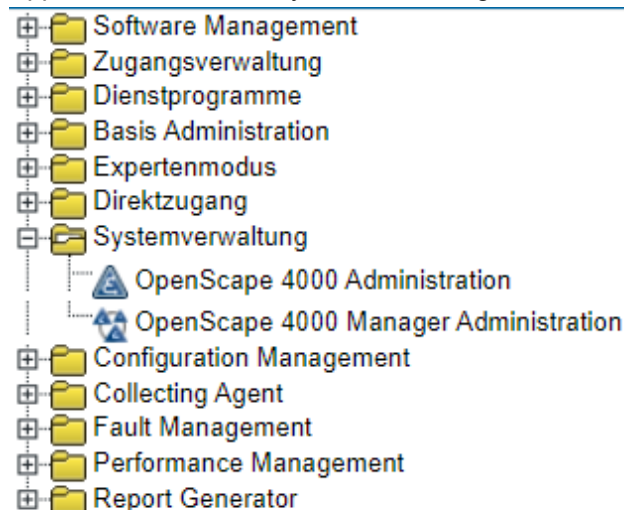 Software Management
Zugangsverwaltung
Dienstprogramme
Basis Administration
Expertenmodus
Direktzugang
Systemverwaltung
OpenScape 4000 Administration
OpenScape 4000 Manager Administration
Configuration Management
Collecting Agent
Fault Management
Performance Management
Report Generator